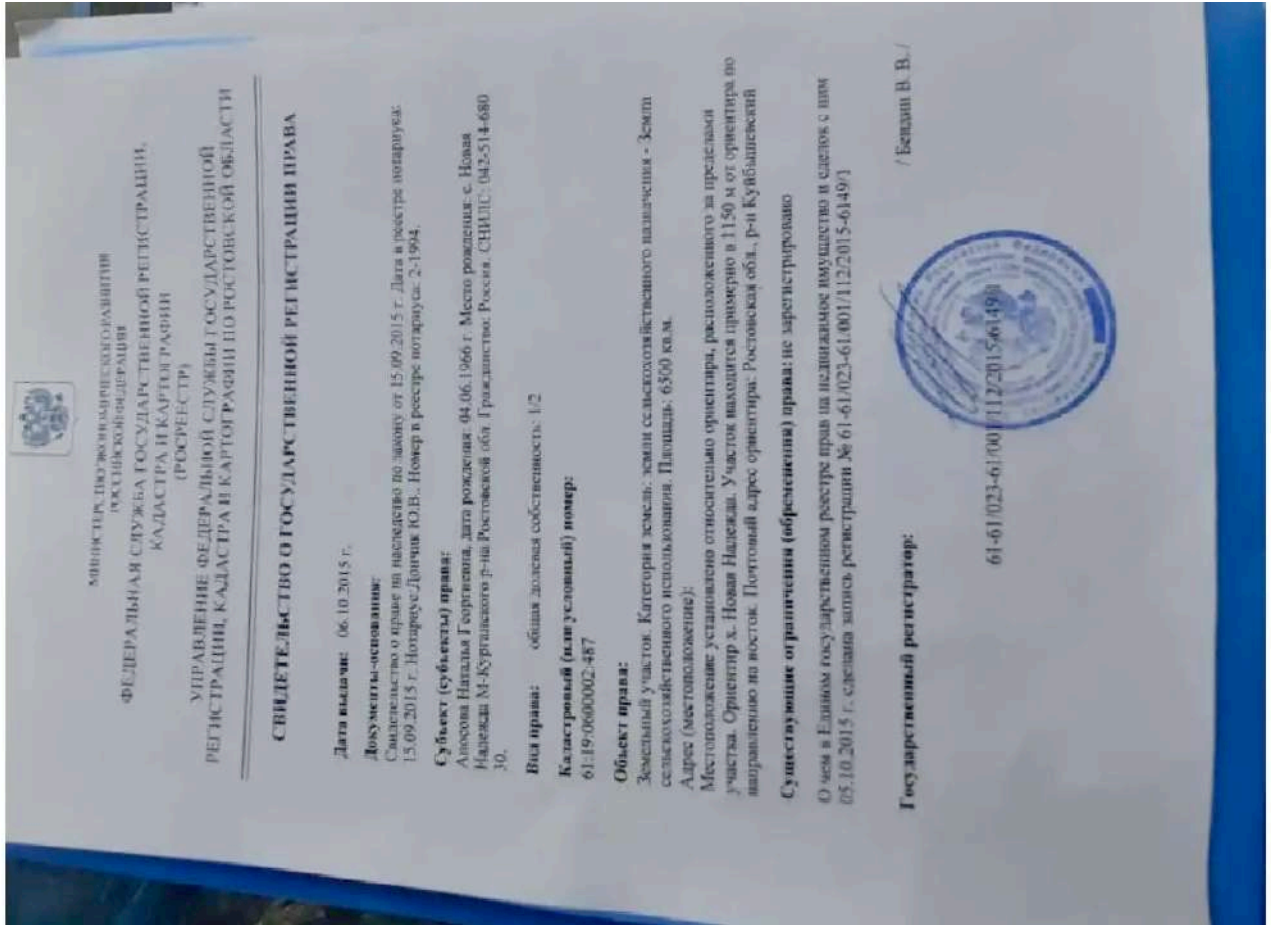 МИНИСТЕРСТВО ЭКОНОМИЧЕСКОГО РАЗВИТИЯ
РОССИЙСКОЙ ФЕДЕРАЦИИ
ФЕДЕРАЛЬНАЯ СЛУЖБА ГОСУДАРСТВЕННОЙ РЕГИСТРАЦИИ,
КАДАСТРА И КАРТОГРАФИИ
(РОСРЕЕСТР)
УПРАВЛЕНИЕ ФЕДЕРАЛЬНОЙ СЛУЖБЫ ГОСУДАРСТВЕННОЙ
РЕГИСТРАЦИИ, КАДАСТРА И КАРТОГРАФИИ ПО РОСТОВСКОЙ ОБЛАСТИ
СВИДЕТЕЛЬСТВО О ГОСУДАРСТВЕННОЙ РЕГИСТРАЦИИ ПРАВА
Дата выдачи: 06.10.2015 г.
Документы-основания:
Свидетельство о праве на наследство по закону от 15.09.2015 г. Дата в реестре нотариуса:
15.09.2015 г. Нотариус: Дончик Ю.В.. Номер в реестре нотариуса: 2-1994.
Субъект (субъекты) права:
Аносова Наталья Георгиевна, дата рождения: 04.06.1966 г. Место рождения: с. Новая
Надежда М-Курганского р-на Ростовской обл. Гражданство: Россия. СНИЛС: 042-514-680
30.
Вид права: общая долевая собственность: 1/2
Кадастровый (или условный) номер:
61:19:0600002:487
Объект права:
Земельный участок. Категория земель: земли сельскохозяйственного назначения - Земли
сельскохозяйственного использования. Площадь: 6500 кв.м.
Адрес (местоположение):
Местоположение установлено относительно ориентира, расположенного за пределами
участка. Ориентир х. Новая Надежда. Участок находится примерно в 1150 м от ориентира по
направлению на восток. Почтовый адрес ориентира: Ростовская обл., р-н Куйбышевский
Существующие ограничения (обременения) права: не зарегистрировано
О чем в Едином государственном реестре прав на недвижимое имущество и сделок с ним
05.10.2015 г. сделана запись регистрации № 61-61/023-61/001/112/2015-6149/1
Государственный регистратор: / Бендин В. В./
61-61/023-61/001/112/2015-6149/1